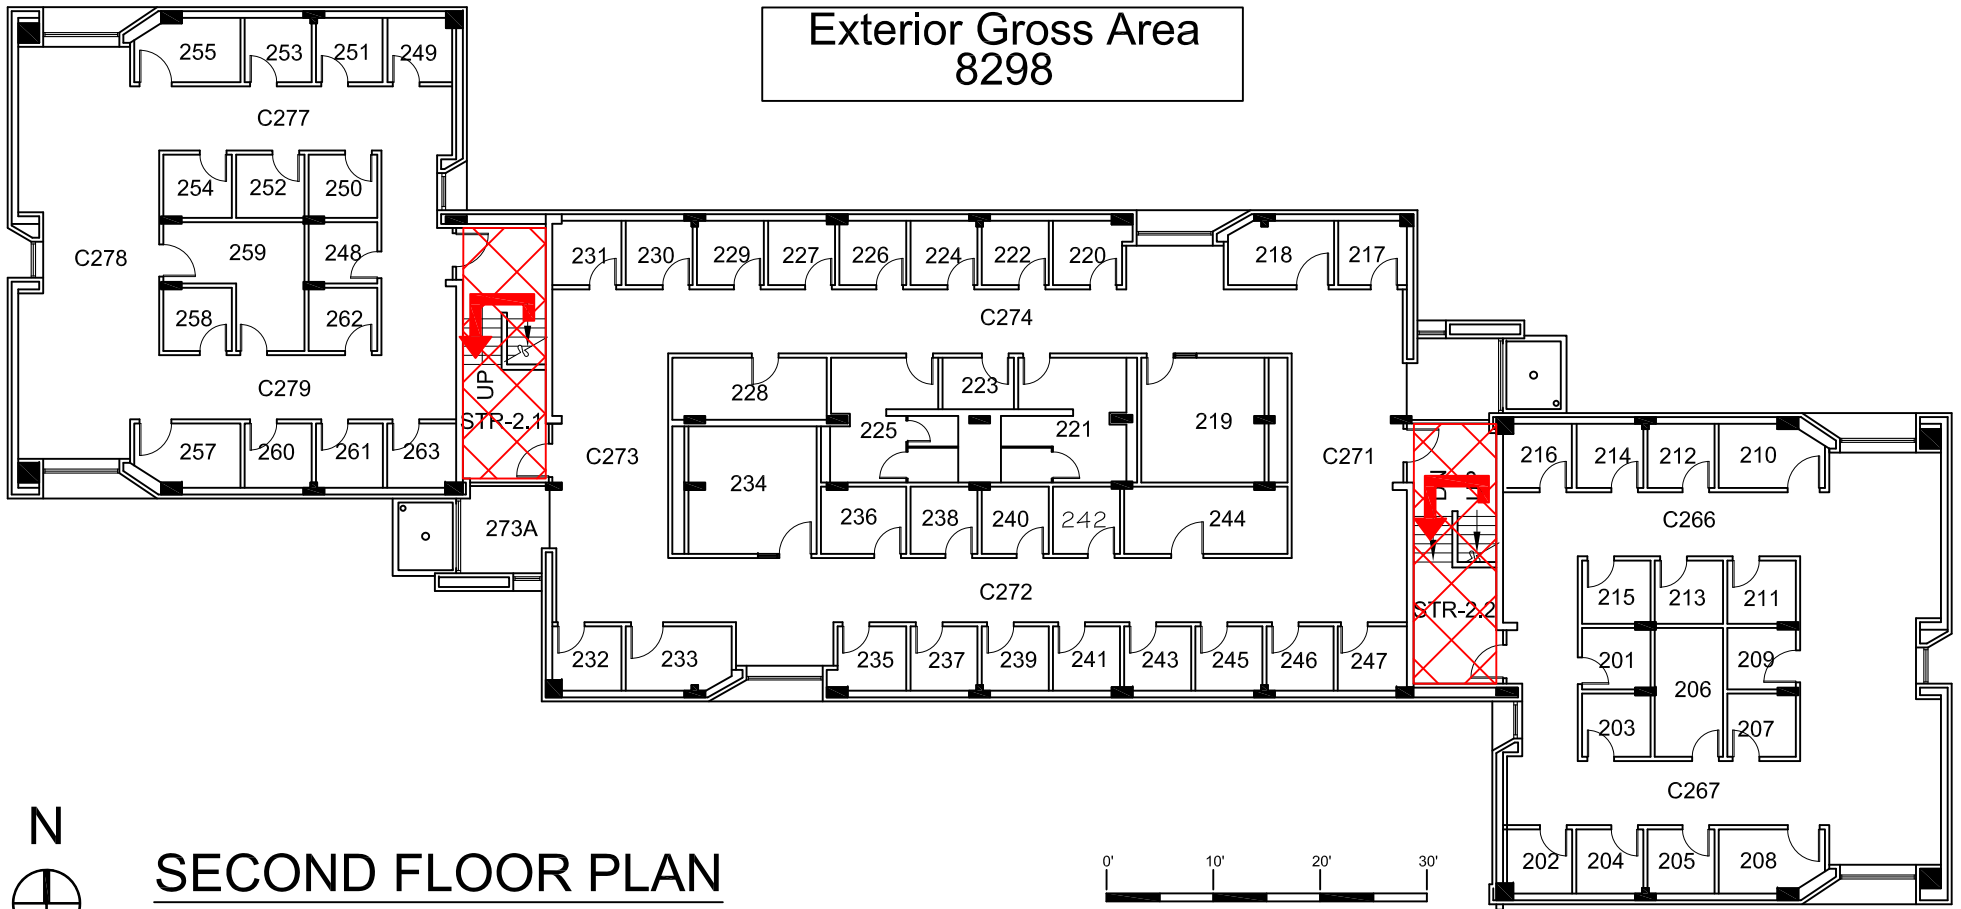 Exterior Gross Area
8298
255 253 251 249
C277
254 252 250
C278 259 248
258 262
C279
257 260 261 263
UP
STR-2.1
273A
231 230 229 227 226 224 222 220 218 217
C274
228 223
225 221 219
C273 C271
234
236 238 240 242 244
C272
232 233 235 237 239 241 243 245 246 247
STR-2.2
216 214 212 210
C266
215 213 211
201 209
206
203 207
C267
202 204 205 208
N
SECOND FLOOR PLAN
0' 10' 20' 30'